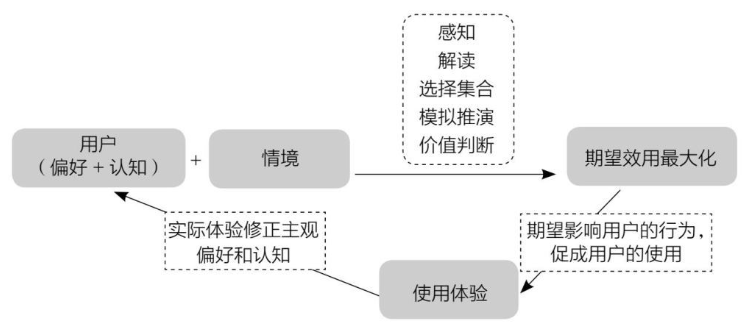 感知
解读
选择集合
模拟推演
价值判断
用户
（偏好 + 认知）
+
情境
期望效用最大化
实际体验修正主观
偏好和认知
期望影响用户的行为，
促成用户的使用
使用体验